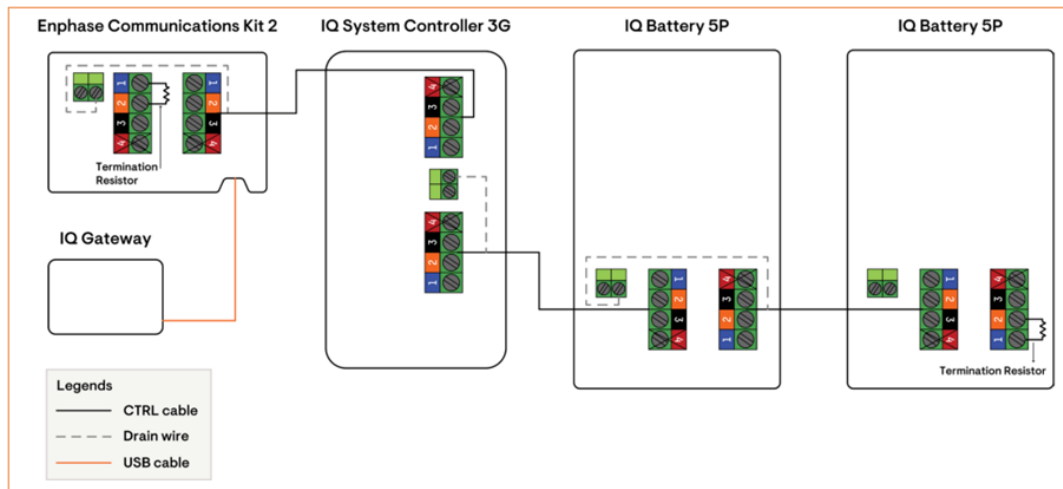 Enphase Communications Kit 2
IQ System Controller 3G
IQ Battery 5P
IQ Battery 5P
1
2
3
4
1
2
3
4
Termination
Resistor
4
3
2
1
4
3
2
1
IQ Gateway
1
2
3
4
4
3
2
1
1
2
3
4
4
3
2
1
Termination Resistor
Legends
CTRL cable
Drain wire
USB cable